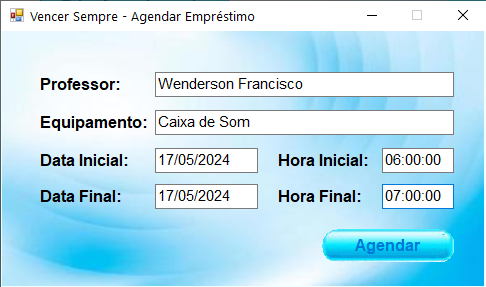 Vencer Sempre - Agendar Empréstimo
Professor: Wenderson Francisco
Equipamento: Caixa de Som
Data Inicial: 17/05/2024 Hora Inicial: 06:00:00
Data Final: 17/05/2024 Hora Final: 07:00:00
Agendar